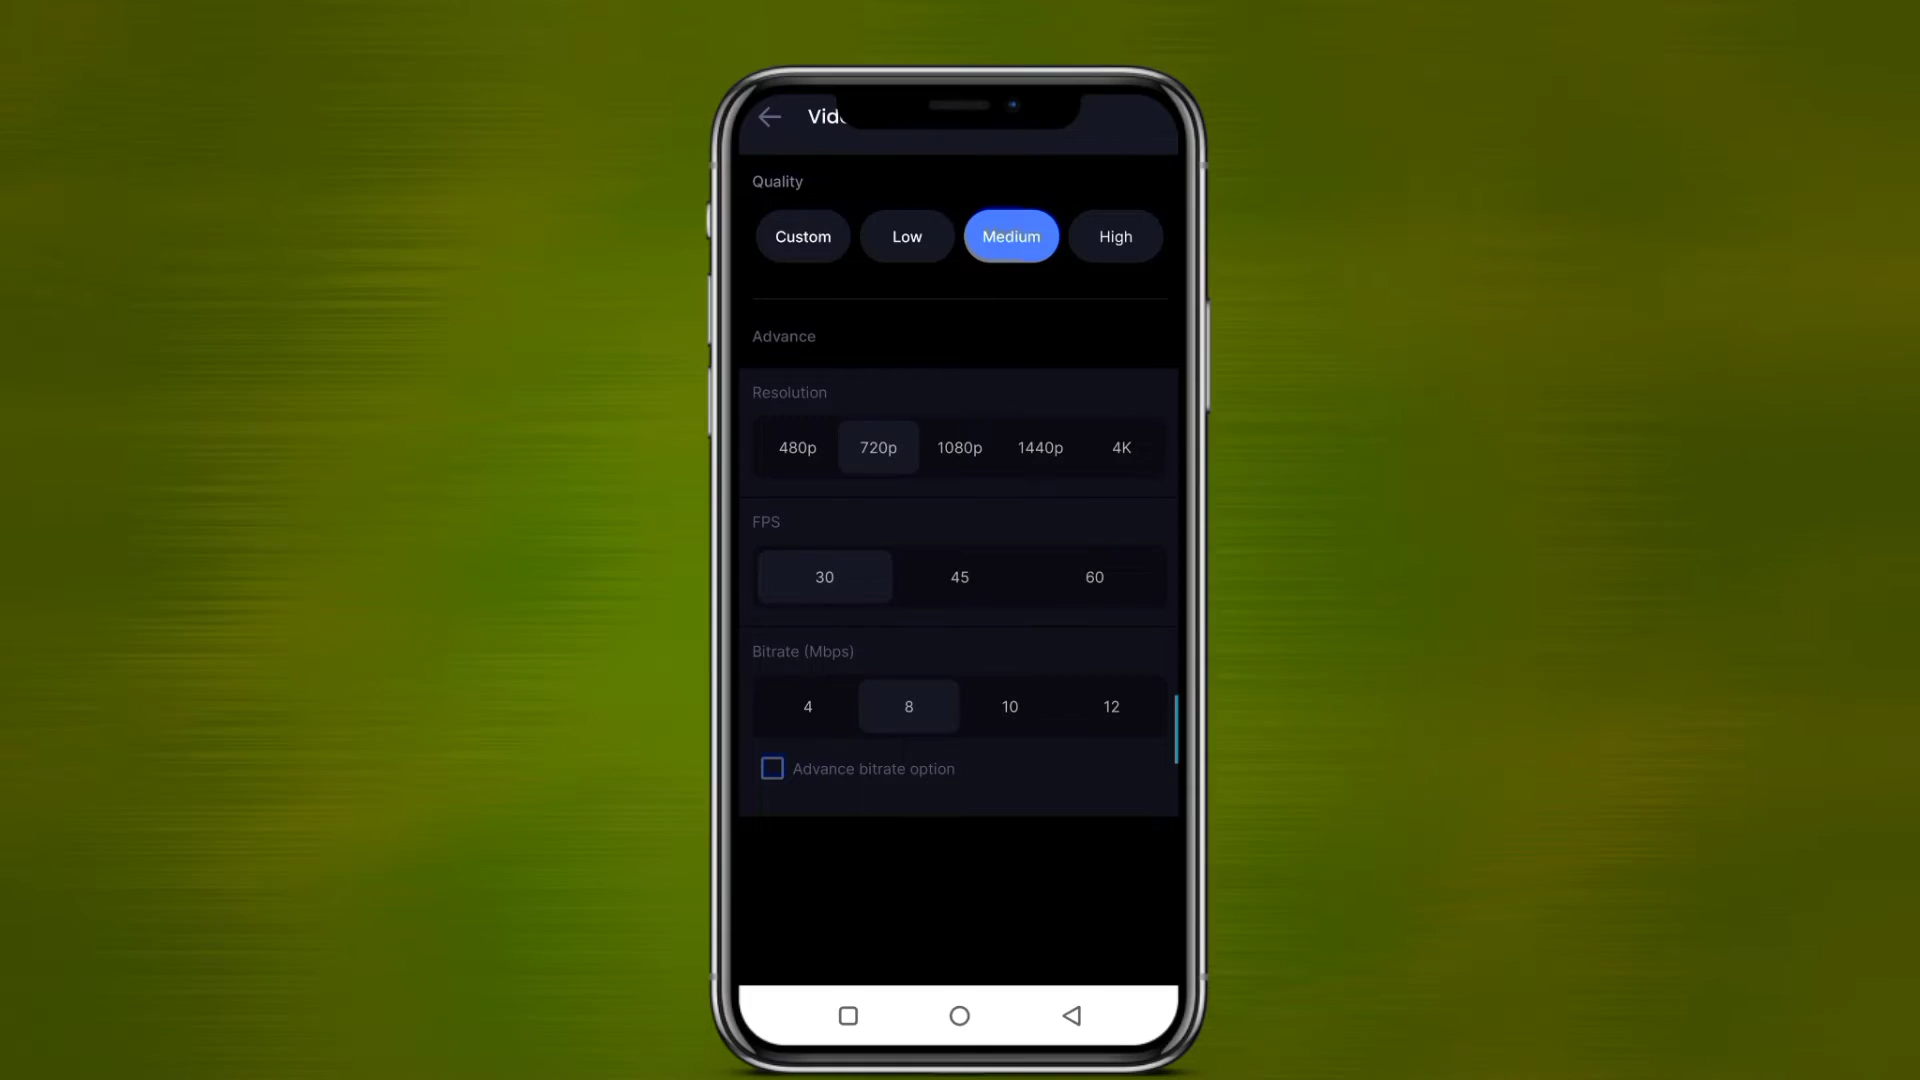 Quality
Custom Low Medium High
Advance
Resolution
480p 720p 1080p 1440p 4K
FPS
30 45 60
Bitrate (Mbps)
4 8 10 12
Advance bitrate option